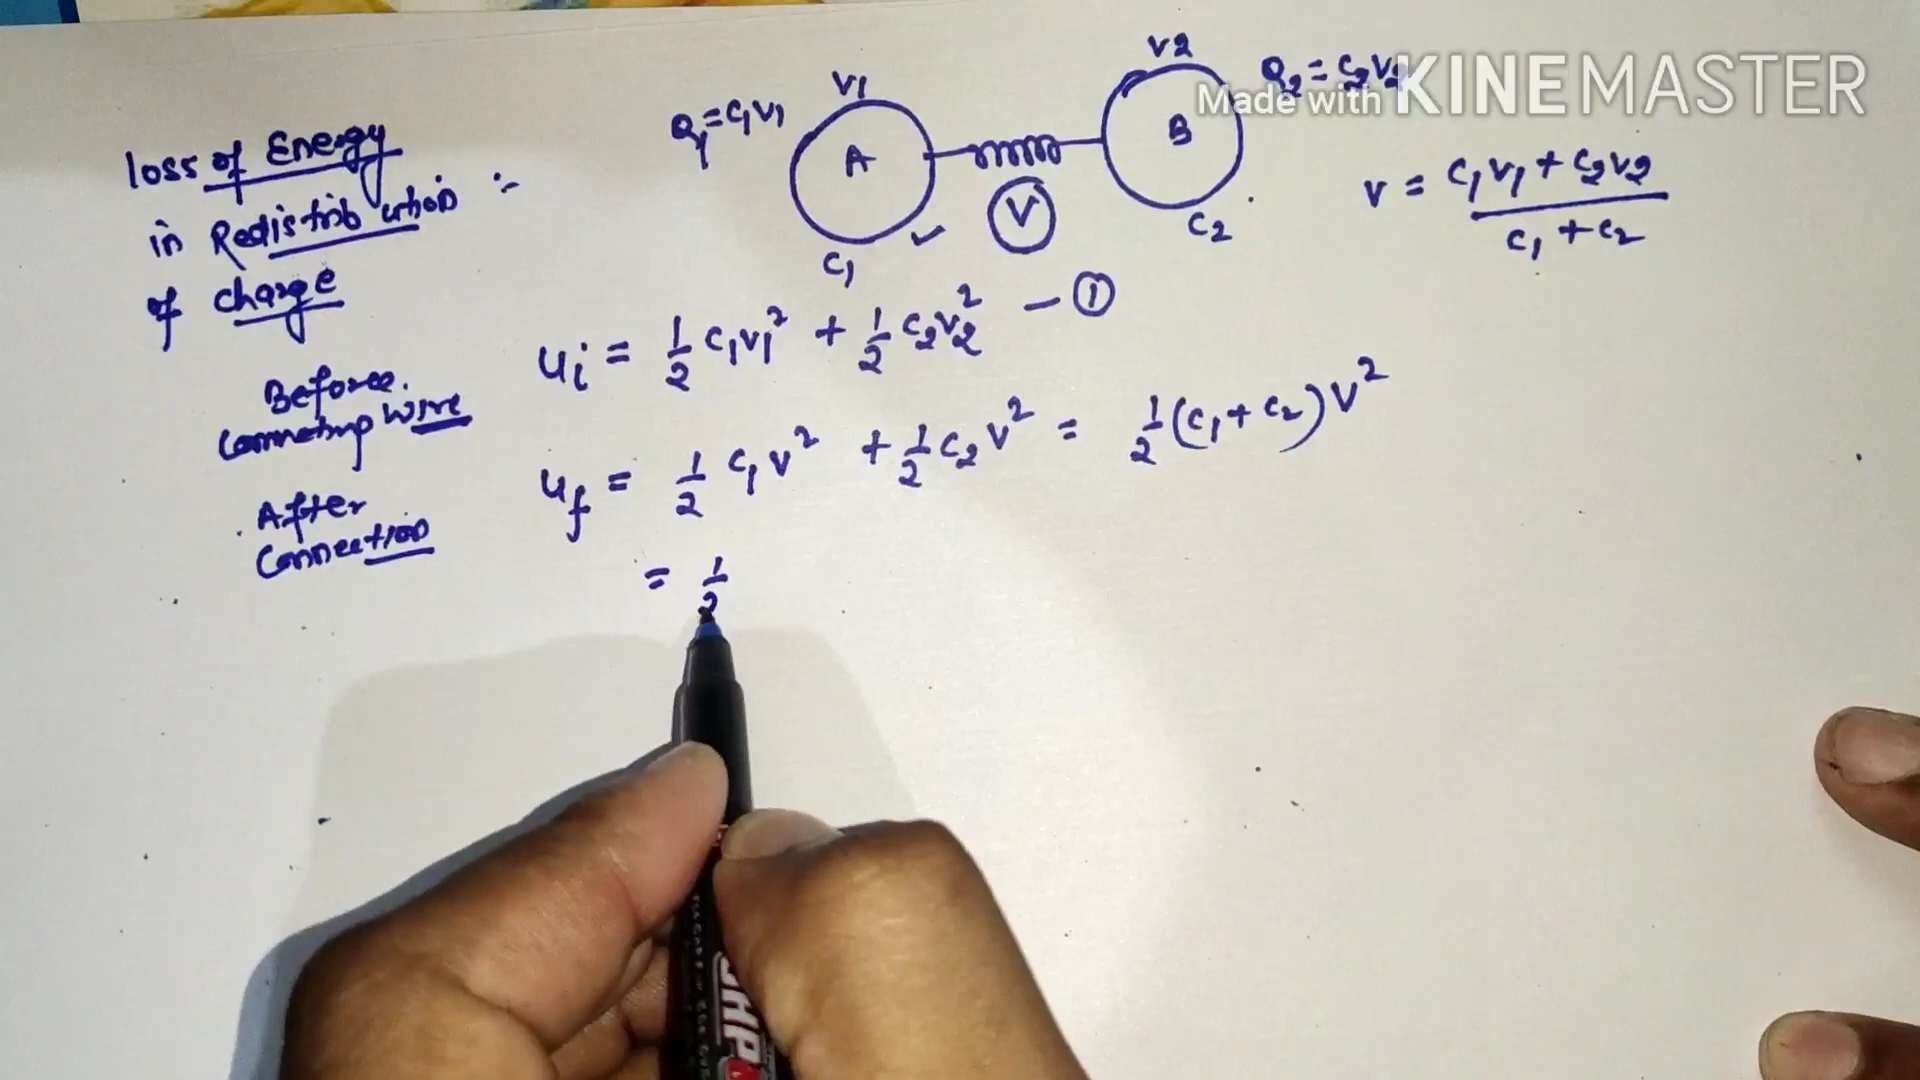 V1
V2
Q₁=C₁V₁
Q₂=C₂V₂
Made with KINEMASTER
A
B
V
C₁
C₂
V = C₁V₁ + C₂V₂ / C₁ + C₂
loss of Energy
in Redistribution :-
of charge
Before
Connecting Wire
Uᵢ = 1/2 C₁V₁² + 1/2 C₂V₂² — ①
After
Connection
U_f = 1/2 C₁V² + 1/2 C₂V² = 1/2 (C₁ + C₂) V²
= 1/2